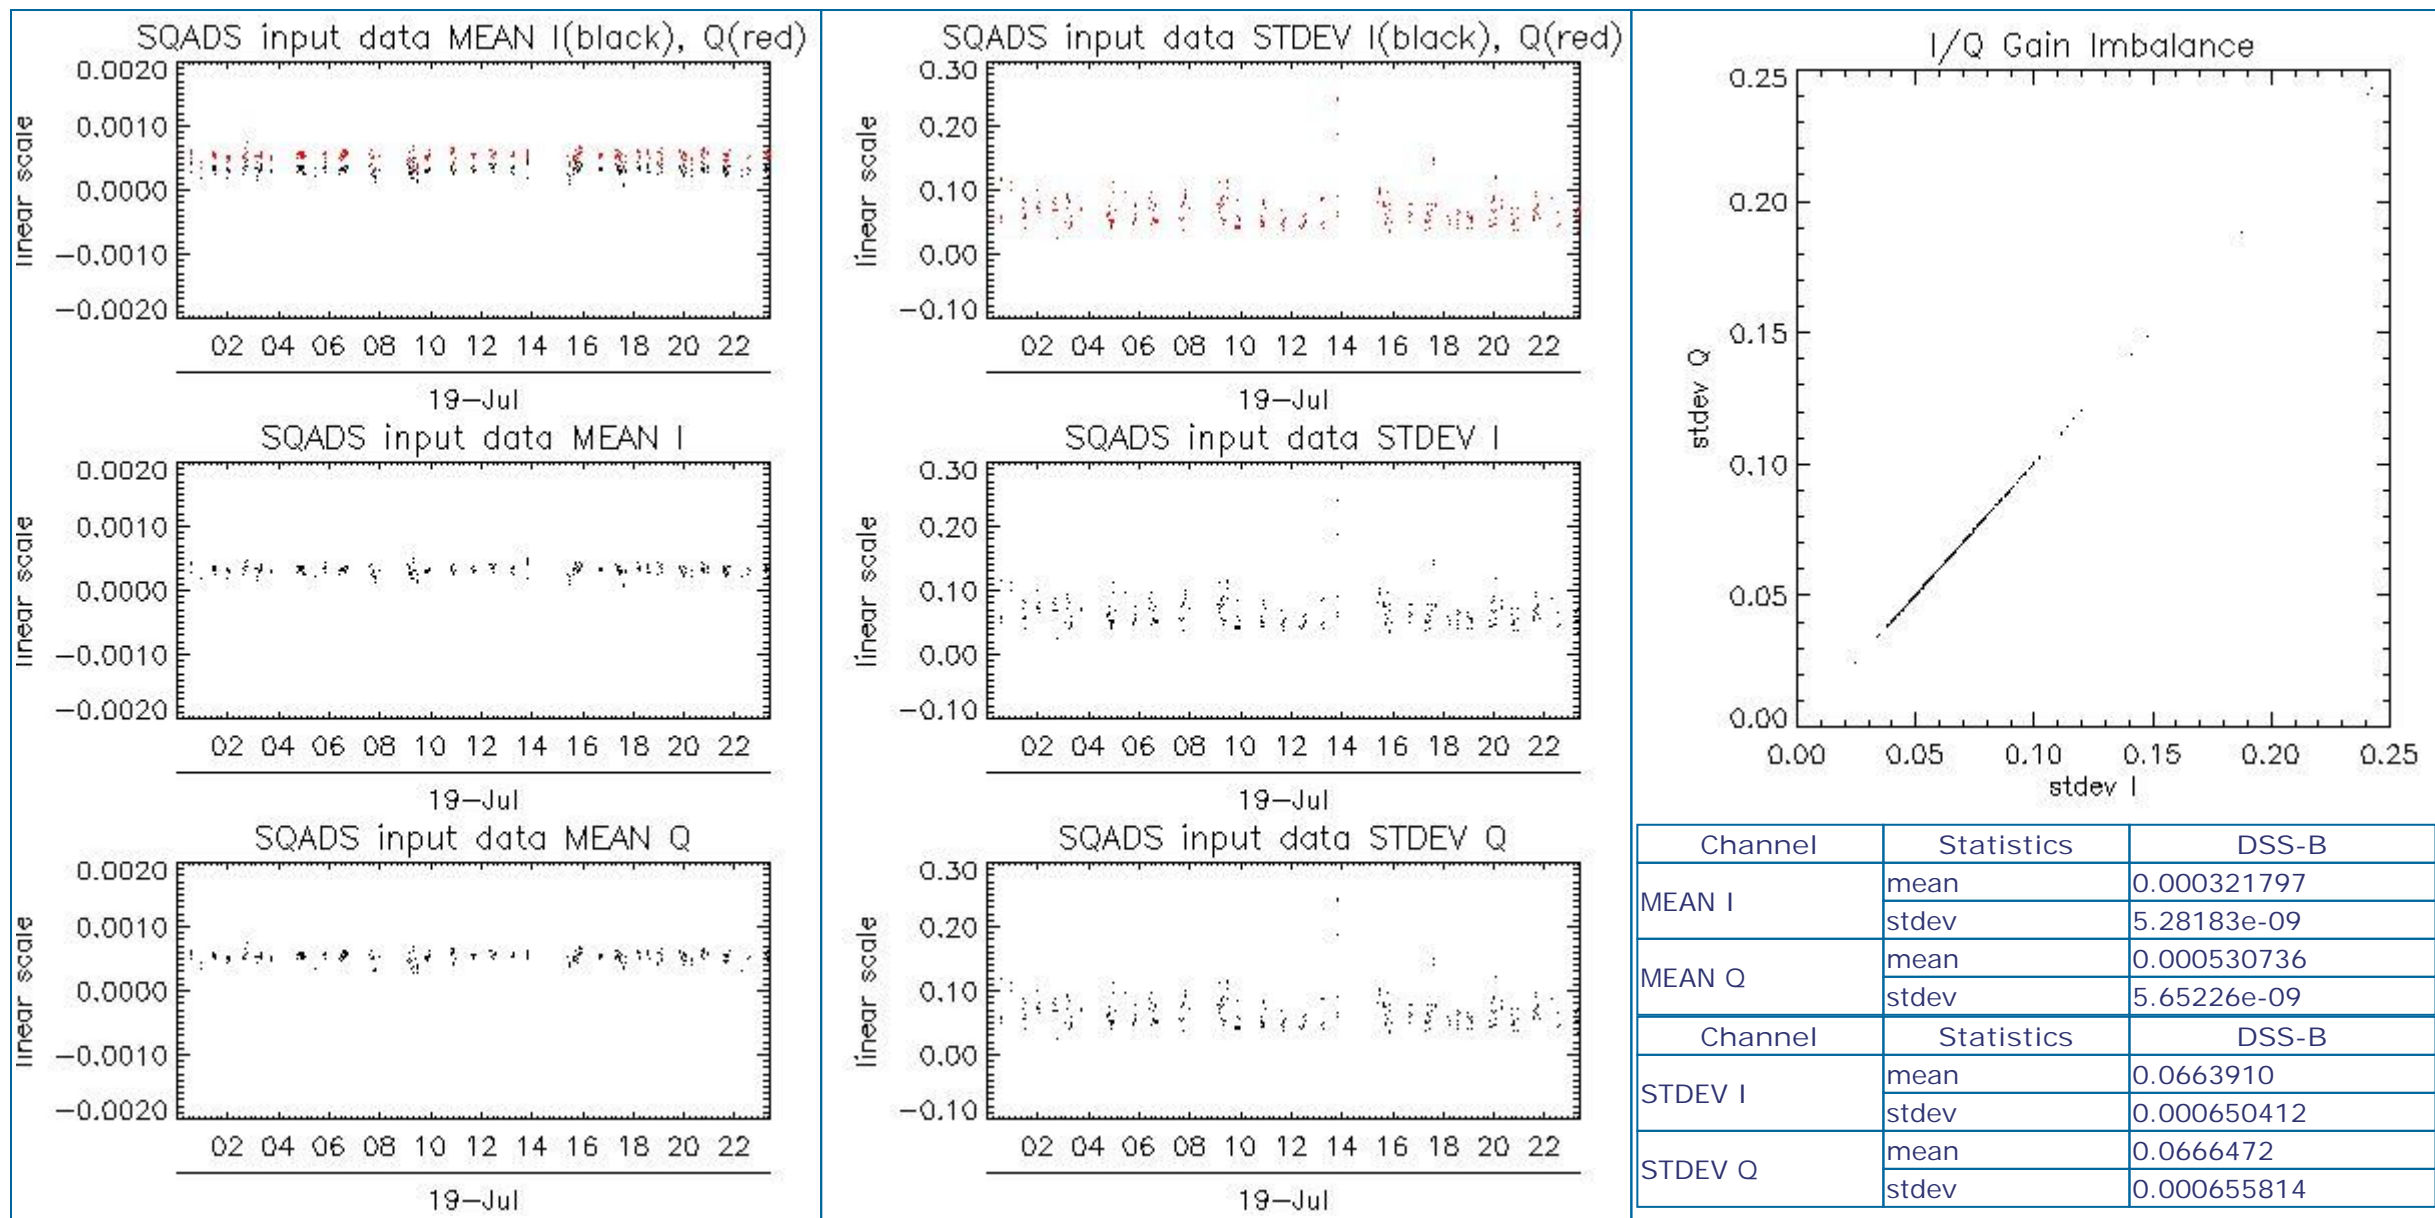 SQADS input data MEAN I(black), Q(red)
linear scale
0.0020
0.0010
0.0000
-0.0010
-0.0020
02 04 06 08 10 12 14 16 18 20 22
19-Jul
SQADS input data MEAN I
linear scale
0.0020
0.0010
0.0000
-0.0010
-0.0020
02 04 06 08 10 12 14 16 18 20 22
19-Jul
SQADS input data MEAN Q
linear scale
0.0020
0.0010
0.0000
-0.0010
-0.0020
02 04 06 08 10 12 14 16 18 20 22
19-Jul
SQADS input data STDEV I(black), Q(red)
linear scale
0.30
0.20
0.10
0.00
-0.10
02 04 06 08 10 12 14 16 18 20 22
19-Jul
SQADS input data STDEV I
linear scale
0.30
0.20
0.10
0.00
-0.10
02 04 06 08 10 12 14 16 18 20 22
19-Jul
SQADS input data STDEV Q
linear scale
0.30
0.20
0.10
0.00
-0.10
02 04 06 08 10 12 14 16 18 20 22
19-Jul
I/Q Gain Imbalance
stdev Q
0.25
0.20
0.15
0.10
0.05
0.00
0.00 0.05 0.10 0.15 0.20 0.25
stdev I
Channel Statistics DSS-B
MEAN I mean 0.000321797
stdev 5.28183e-09
MEAN Q mean 0.000530736
stdev 5.65226e-09
Channel Statistics DSS-B
STDEV I mean 0.0663910
stdev 0.000650412
STDEV Q mean 0.0666472
stdev 0.000655814